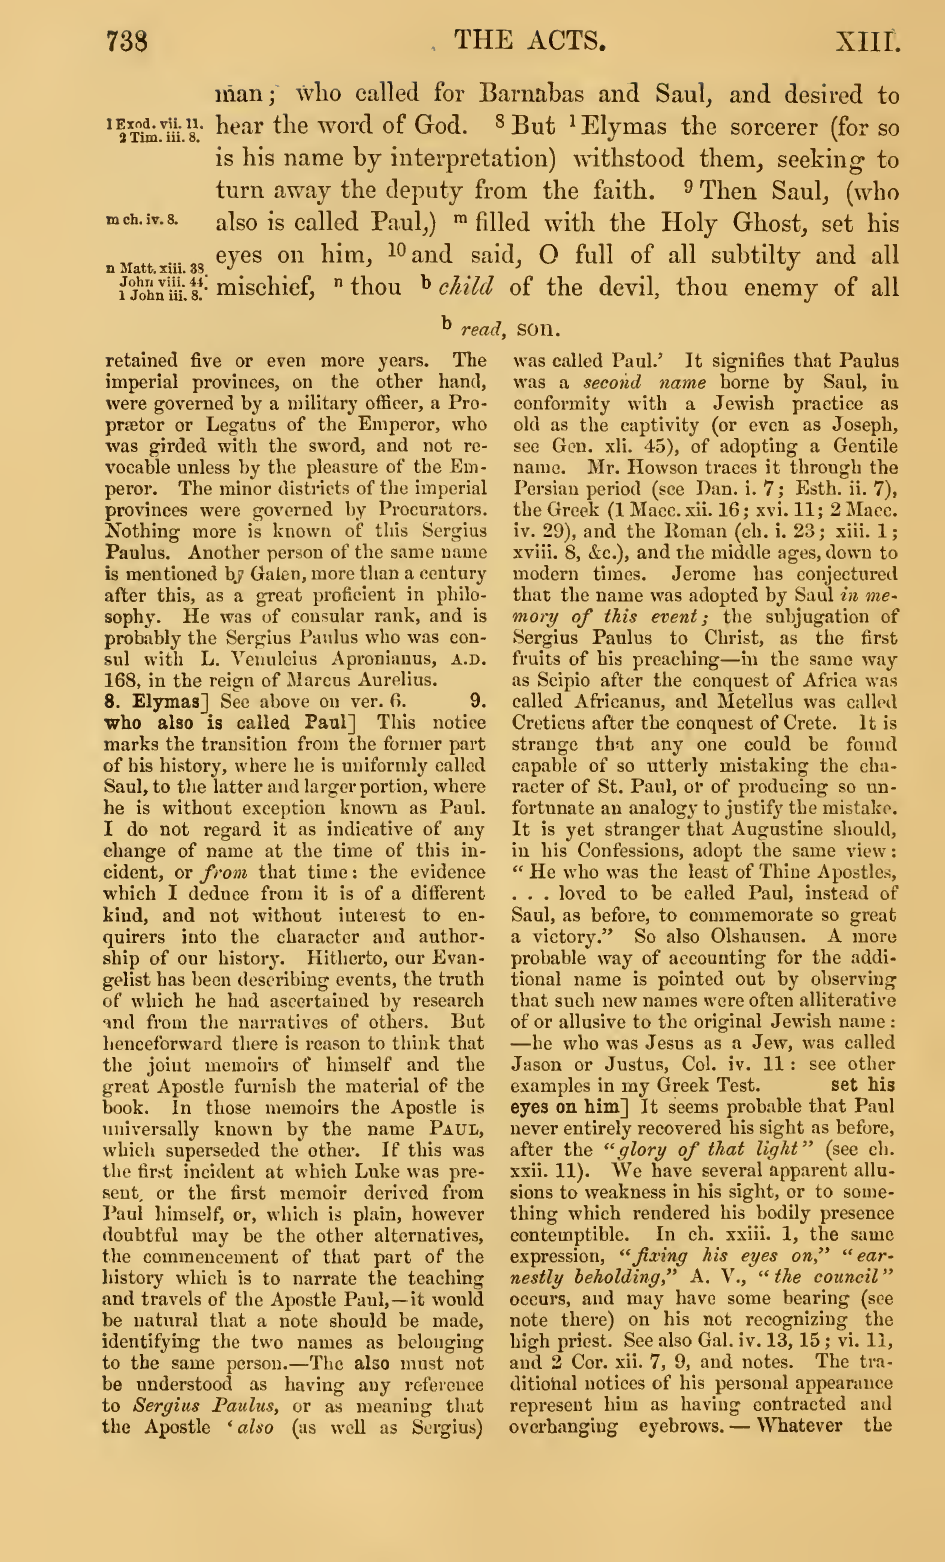 738 THE ACTS. XIII.
man; who called for Barnabas and Saul, and desired to
1 Exod. vii. 11. 2 Tim. iii. 8.
hear the word of God. 8 But l Elymas the sorcerer (for so
is his name by interpretation) withstood them, seeking to
turn away the deputy from the faith. 9 Then Saul, (who
m ch. iv. 8.
also is called Paul,) m filled with the Holy Ghost, set his
eyes on him, 10 and said, O full of all subtilty and all
n Matt. xiii. 38. John viii. 44. 1 John iii. 8.
mischief, n thou b child of the devil, thou enemy of all
b read, son.
retained five or even more years. The
imperial provinces, on the other hand,
were governed by a military officer, a Pro-
prætor or Legatus of the Emperor, who
was girded with the sword, and not re-
vocable unless by the pleasure of the Em-
peror. The minor districts of the imperial
provinces were governed by Procurators.
Nothing more is known of this Sergius
Paulus. Another person of the same name
is mentioned by Galen, more than a century
after this, as a great proficient in philo-
sophy. He was of consular rank, and is
probably the Sergius Paulus who was con-
sul with L. Venuleius Apronianus, A.D.
168, in the reign of Marcus Aurelius.
8. Elymas] See above on ver. 6. 9.
who also is called Paul] This notice
marks the transition from the former part
of his history, where he is uniformly called
Saul, to the latter and larger portion, where
he is without exception known as Paul.
I do not regard it as indicative of any
change of name at the time of this in-
cident, or from that time: the evidence
which I deduce from it is of a different
kind, and not without interest to en-
quirers into the character and author-
ship of our history. Hitherto, our Evan-
gelist has been describing events, the truth
of which he had ascertained by research
and from the narratives of others. But
henceforward there is reason to think that
the joint memoirs of himself and the
great Apostle furnish the material of the
book. In those memoirs the Apostle is
universally known by the name PAUL,
which superseded the other. If this was
the first incident at which Luke was pre-
sent, or the first memoir derived from
Paul himself, or, which is plain, however
doubtful may be the other alternatives,
the commencement of that part of the
history which is to narrate the teaching
and travels of the Apostle Paul,—it would
be natural that a note should be made,
identifying the two names as belonging
to the same person.—The also must not
be understood as having any reference
to Sergius Paulus, or as meaning that
the Apostle ‘also (as well as Sergius)
was called Paul.’ It signifies that Paulus
was a second name borne by Saul, in
conformity with a Jewish practice as
old as the captivity (or even as Joseph,
see Gen. xli. 45), of adopting a Gentile
name. Mr. Howson traces it through the
Persian period (see Dan. i. 7; Esth. ii. 7),
the Greek (1 Macc. xii. 16; xvi. 11; 2 Macc.
iv. 29), and the Roman (ch. i. 23; xiii. 1;
xviii. 8, &c.), and the middle ages, down to
modern times. Jerome has conjectured
that the name was adopted by Saul in me-
mory of this event; the subjugation of
Sergius Paulus to Christ, as the first
fruits of his preaching—in the same way
as Scipio after the conquest of Africa was
called Africanus, and Metellus was called
Creticus after the conquest of Crete. It is
strange that any one could be found
capable of so utterly mistaking the cha-
racter of St. Paul, or of producing so un-
fortunate an analogy to justify the mistake.
It is yet stranger that Augustine should,
in his Confessions, adopt the same view:
“He who was the least of Thine Apostles,
. . . loved to be called Paul, instead of
Saul, as before, to commemorate so great
a victory.” So also Olshausen. A more
probable way of accounting for the addi-
tional name is pointed out by observing
that such new names were often alliterative
of or allusive to the original Jewish name:
—he who was Jesus as a Jew, was called
Jason or Justus, Col. iv. 11: see other
examples in my Greek Test. set his
eyes on him] It seems probable that Paul
never entirely recovered his sight as before,
after the “glory of that light” (see ch.
xxii. 11). We have several apparent allu-
sions to weakness in his sight, or to some-
thing which rendered his bodily presence
contemptible. In ch. xxiii. 1, the same
expression, “fixing his eyes on,” “ear-
nestly beholding,” A. V., “the council”
occurs, and may have some bearing (see
note there) on his not recognizing the
high priest. See also Gal. iv. 13, 15; vi. 11,
and 2 Cor. xii. 7, 9, and notes. The tra-
ditional notices of his personal appearance
represent him as having contracted and
overhanging eyebrows.—Whatever the